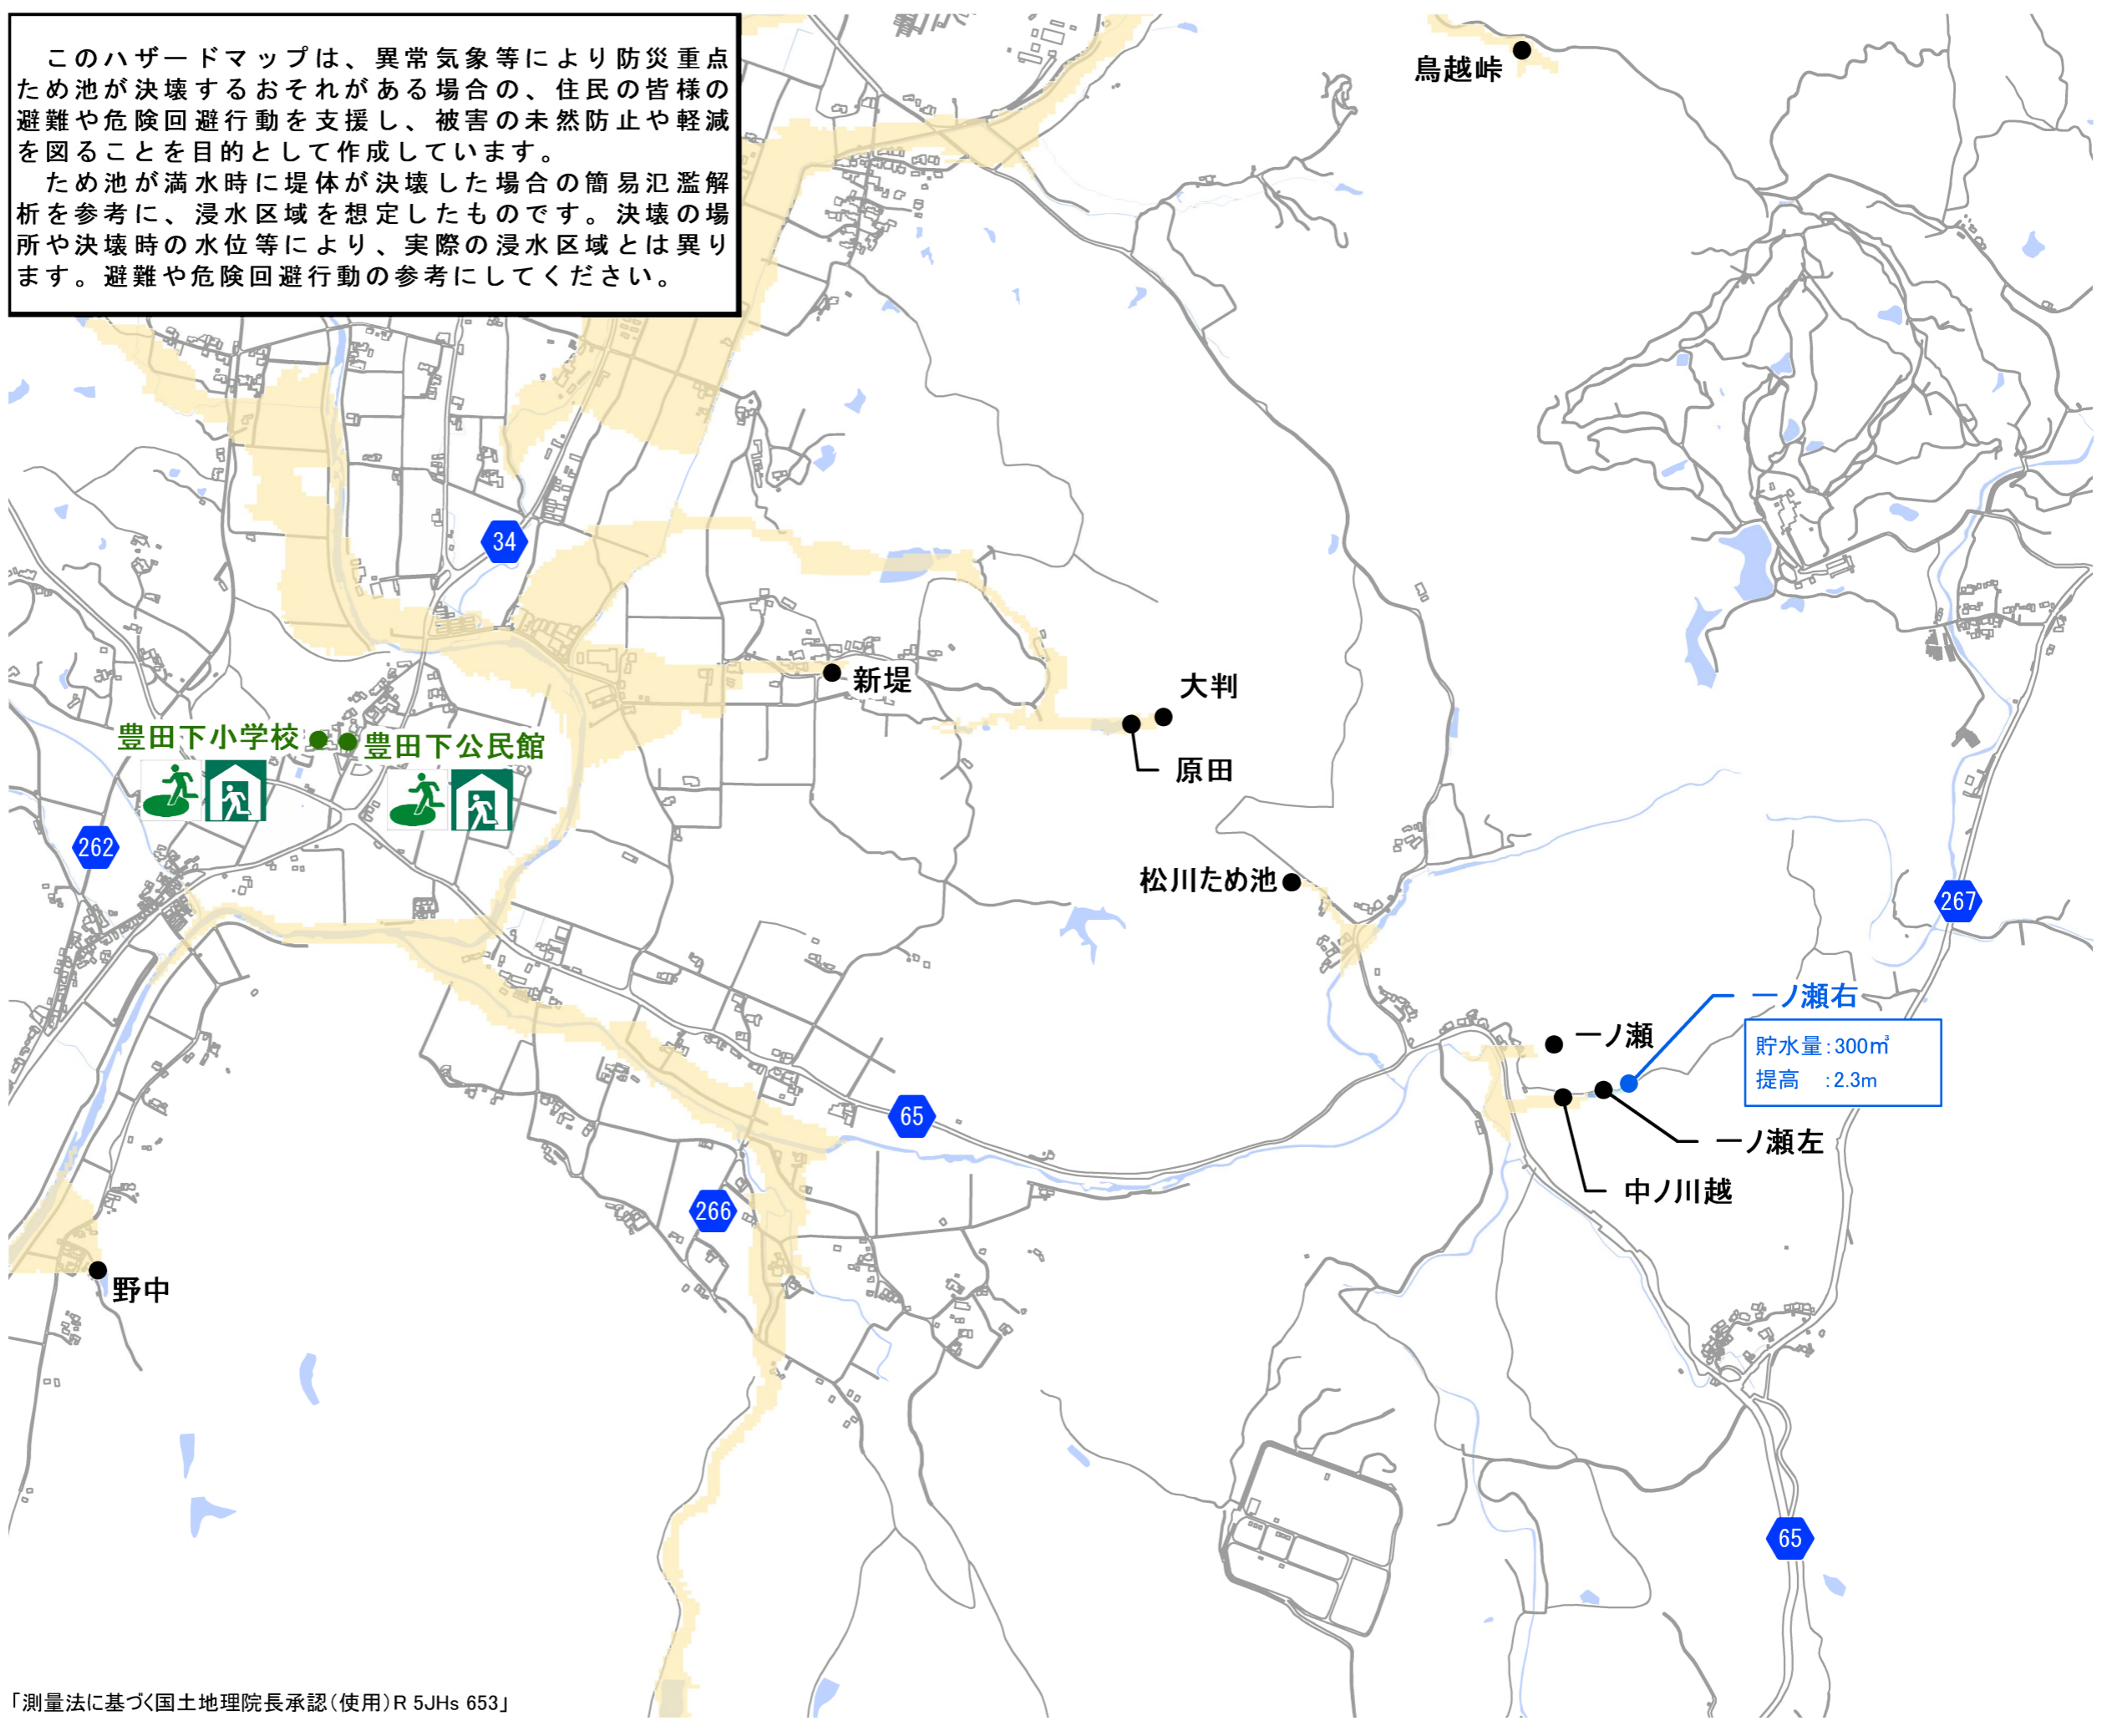 このハザードマップは、異常気象等により防災重点
ため池が決壊するおそれがある場合の、住民の皆様の
避難や危険回避行動を支援し、被害の未然防止や軽減
を図ることを目的として作成しています。
ため池が満水時に堤体が決壊した場合の簡易氾濫解
析を参考に、浸水区域を想定したものです。決壊の場
所や決壊時の水位等により、実際の浸水区域とは異り
ます。避難や危険回避行動の参考にしてください。
鳥越峠
34
新堤
大判
原田
豊田下小学校
豊田下公民館
262
松川ため池
267
一ノ瀬右
貯水量:300㎥
提高 :2.3m
一ノ瀬
一ノ瀬左
中ノ川越
65
266
野中
65
「測量法に基づく国土地理院長承認(使用)R 5JHs 653」